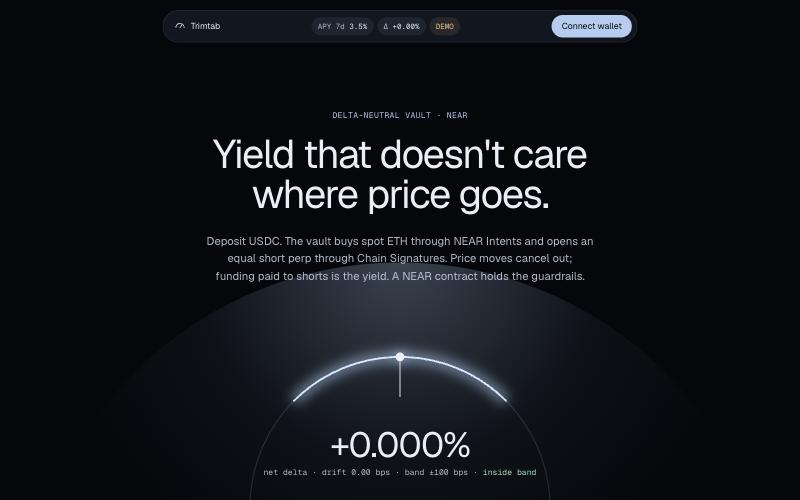 Trimtab
APY 7d 3.5%
Δ +0.00%
DEMO
Connect wallet
DELTA-NEUTRAL VAULT · NEAR
Yield that doesn't care
where price goes.
Deposit USDC. The vault buys spot ETH through NEAR Intents and opens an
equal short perp through Chain Signatures. Price moves cancel out;
funding paid to shorts is the yield. A NEAR contract holds the guardrails.
+0.000%
net delta · drift 0.00 bps · band ±100 bps · inside band